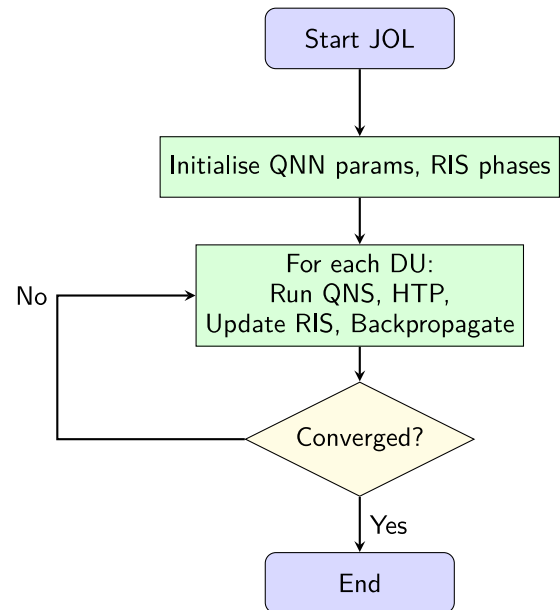 Start JOL
Initialise QNN params, RIS phases
For each DU:
Run QNS, HTP,
Update RIS, Backpropagate
No
Converged?
Yes
End